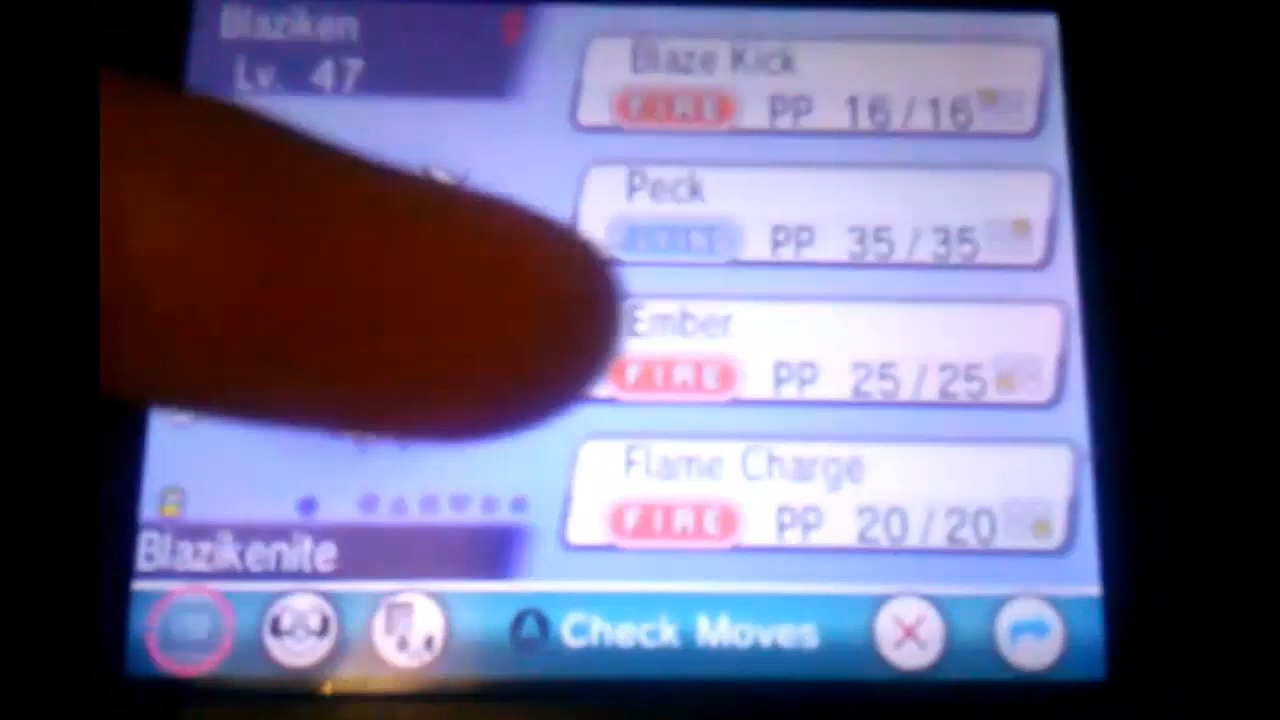 Blaziken
Lv. 47
Blaze Kick
FIRE PP 16/16
Peck
FLYING PP 35/35
Ember
FIRE PP 25/25
Flame Charge
FIRE PP 20/20
Blazikenite
Check Moves